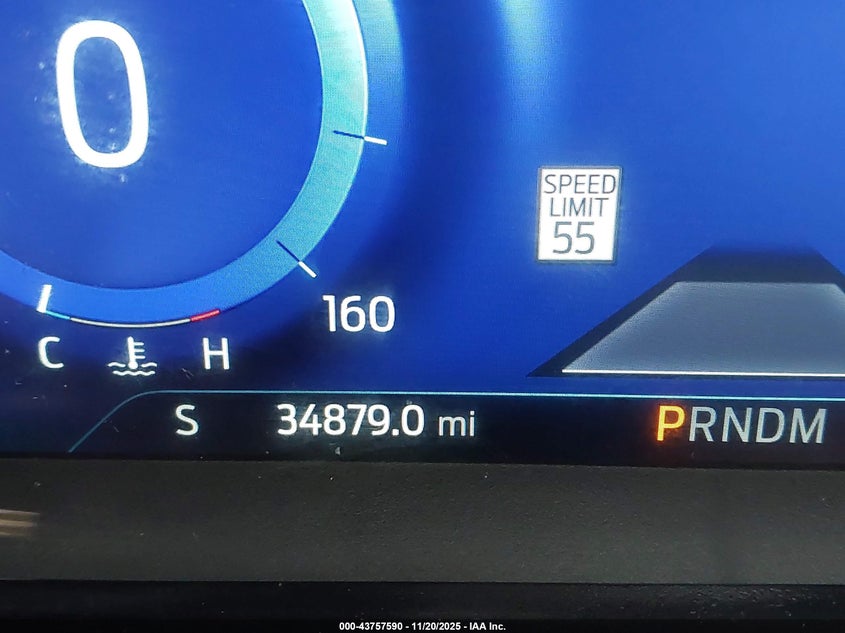 0
SPEED
LIMIT
55
160
C H
S 34879.0 mi PRNDM
000-43757590 - 11/20/2025 - IAA Inc.